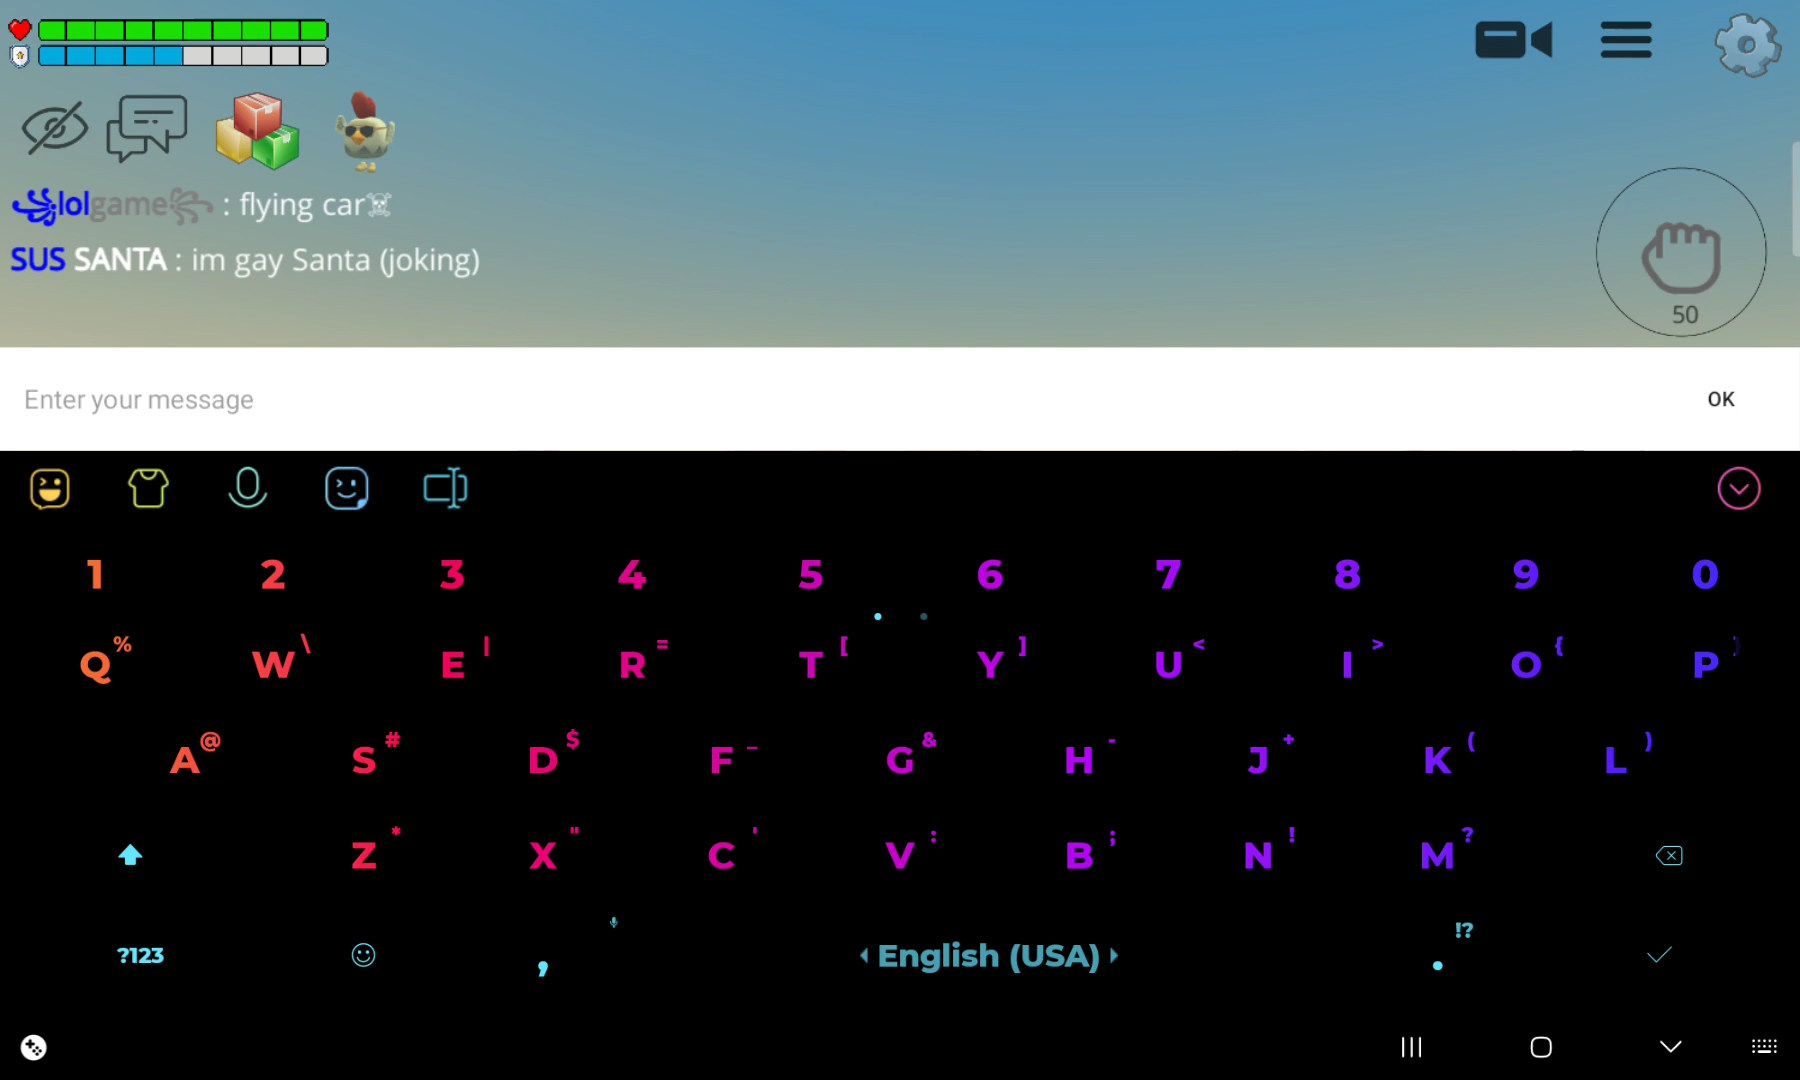 lolgame : flying car☠
SUS SANTA : im gay Santa (joking)
50
Enter your message
OK
1 2 3 4 5 6 7 8 9 0
Q % W \ E | R = T [ Y ] U < I > O { P }
A @ S # D $ F _ G & H - J + K ( L )
Z * X " C ' V : B ; N ! M ?
?123 , English (USA) . !?